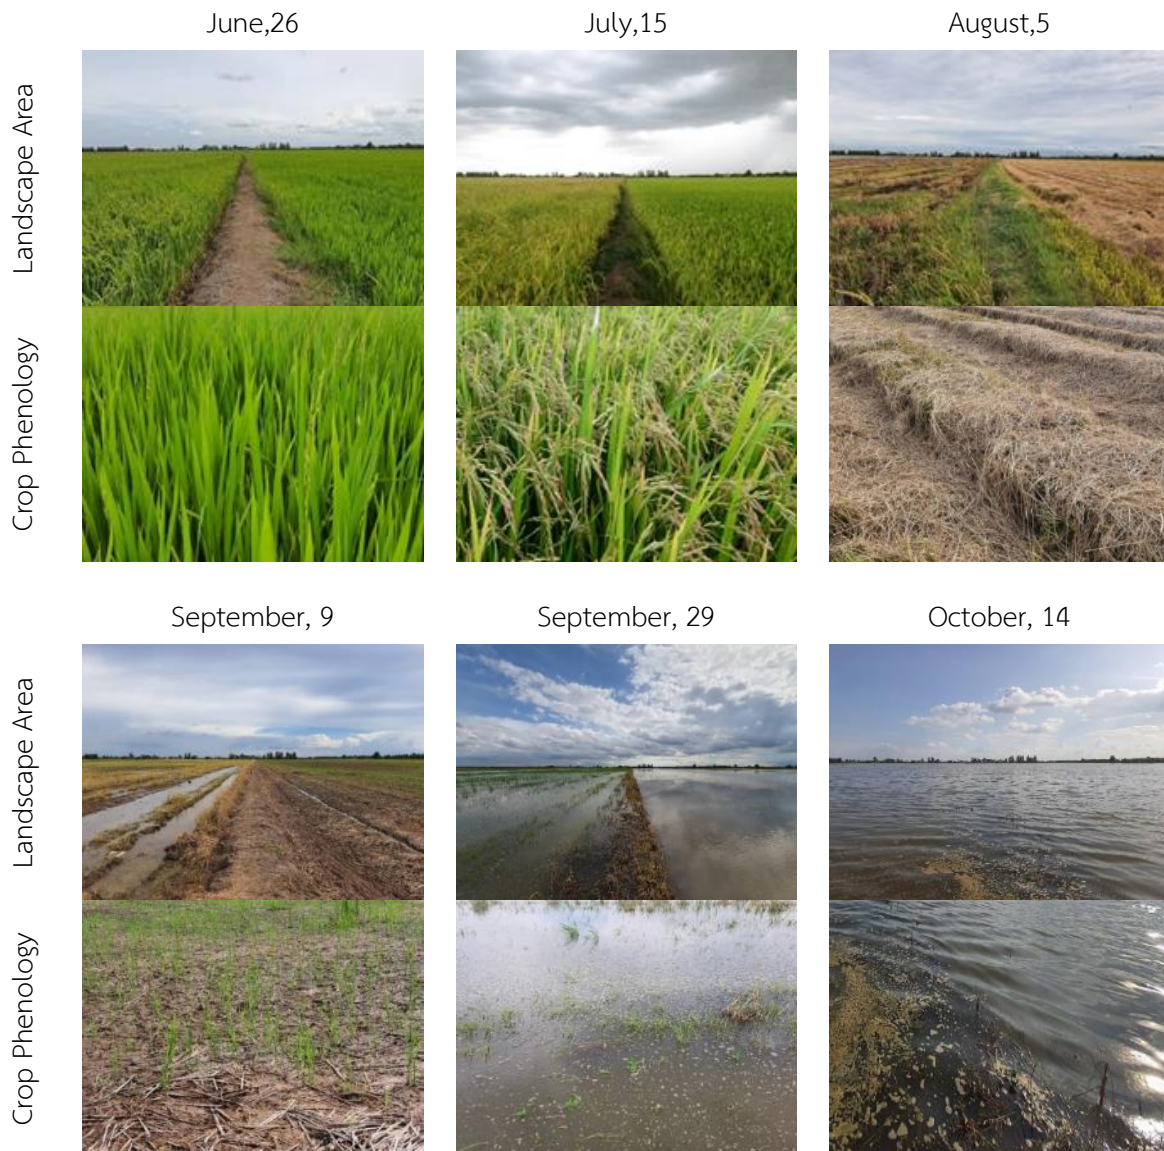 June,26
July,15
August,5
Landscape Area
Crop Phenology
September, 9
September, 29
October, 14
Landscape Area
Crop Phenology